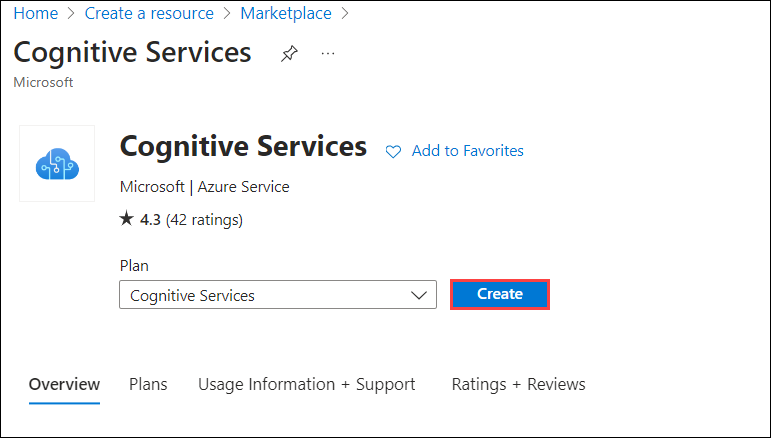 Home > Create a resource > Marketplace >
Cognitive Services ...
Microsoft
Cognitive Services Add to Favorites
Microsoft | Azure Service
★ 4.3 (42 ratings)
Plan
Cognitive Services Create
Overview Plans Usage Information + Support Ratings + Reviews